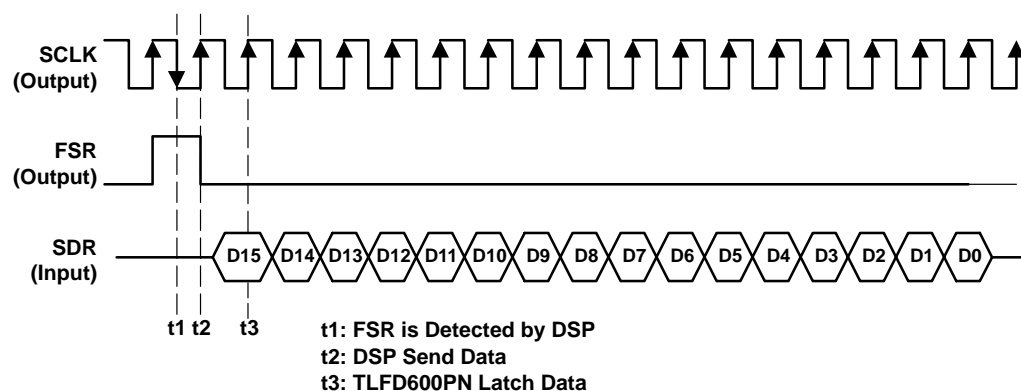 SCLK
(Output)
FSR
(Output)
SDR
(Input)
D15 D14 D13 D12 D11 D10 D9 D8 D7 D6 D5 D4 D3 D2 D1 D0
t1 t2 t3
t1: FSR is Detected by DSP
t2: DSP Send Data
t3: TLFD600PN Latch Data